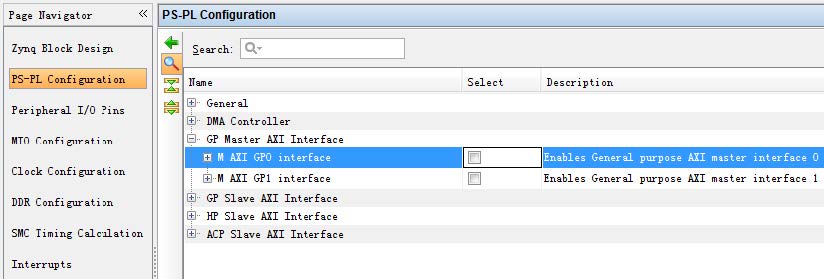 Page Navigator «
Zynq Block Design
PS-PL Configuration
Peripheral I/O Pins
MIO Configuration
Clock Configuration
DDR Configuration
SMC Timing Calculation
Interrupts
PS-PL Configuration
Search:
Name Select Description
General
DMA Controller
GP Master AXI Interface
M AXI GP0 interface Enables General purpose AXI master interface 0
M AXI GP1 interface Enables General purpose AXI master interface 1
GP Slave AXI Interface
HP Slave AXI Interface
ACP Slave AXI Interface